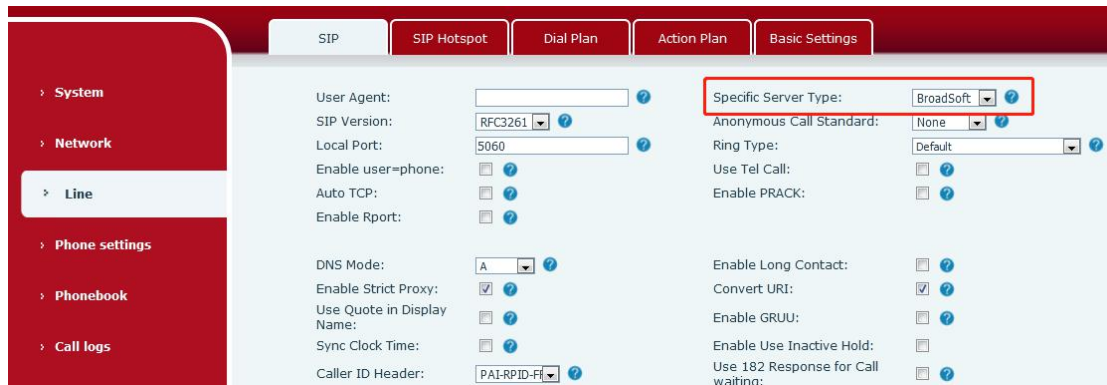 SIP
SIP Hotspot
Dial Plan
Action Plan
Basic Settings
System
Network
Line
Phone settings
Phonebook
Call logs
User Agent:
SIP Version: RFC3261
Local Port: 5060
Enable user=phone:
Auto TCP:
Enable Rport:
DNS Mode: A
Enable Strict Proxy:
Use Quote in Display
Name:
Sync Clock Time:
Caller ID Header: PAI-RPID-F
Specific Server Type: BroadSoft
Anonymous Call Standard: None
Ring Type: Default
Use Tel Call:
Enable PRACK:
Enable Long Contact:
Convert URI:
Enable GRUU:
Enable Use Inactive Hold:
Use 182 Response for Call
waiting: